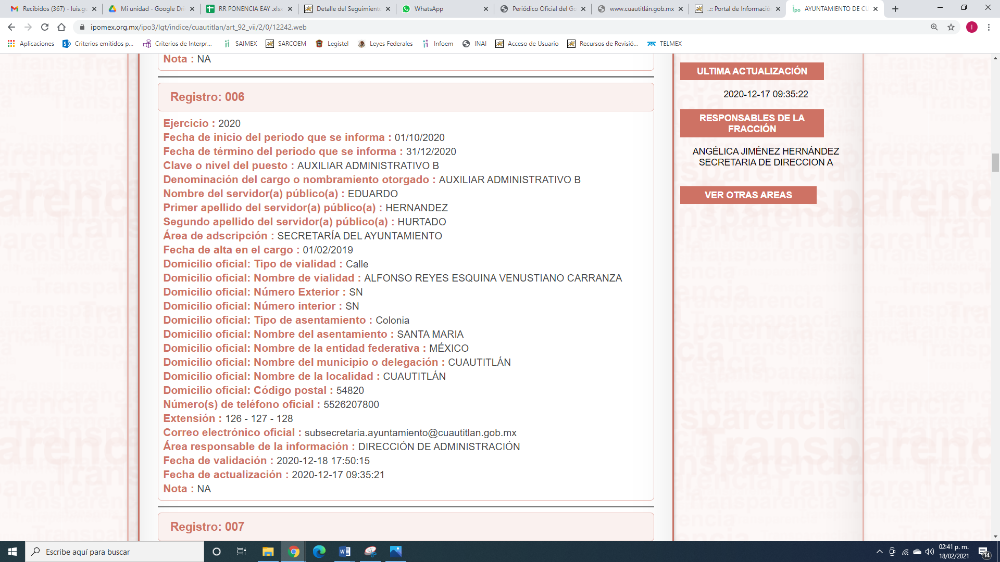 Recibidos (367) - luis.gu
Mi unidad - Google Dri
RR PONENCIA EAY .xlsx
Detalle del Seguimiento
WhatsApp
Periódico Oficial del Go
www.cuautitlán.gob.mx
..:: Portal de Informació
AYUNTAMIENTO DE CU
ipomex.org.mx/ipo3/lgt/indice/cuautitlan/art_92_vii/2/0/12242.web
I
Aplicaciones
Criterios emitidos p...
Criterios de Interpr...
SAIMEX
SARCOEM
Legistel
Leyes Federales
Infoem
INAI
Acceso de Usuario
Recursos de Revisió...
TELMEX
Nota : NA
Registro: 006
Ejercicio : 2020
Fecha de inicio del periodo que se informa : 01/10/2020
Fecha de término del periodo que se informa : 31/12/2020
Clave o nivel del puesto : AUXILIAR ADMINISTRATIVO B
Denominación del cargo o nombramiento otorgado : AUXILIAR ADMINISTRATIVO B
Nombre del servidor(a) público(a) : EDUARDO
Primer apellido del servidor(a) público(a) : HERNANDEZ
Segundo apellido del servidor(a) público(a) : HURTADO
Área de adscripción : SECRETARÍA DEL AYUNTAMIENTO
Fecha de alta en el cargo : 01/02/2019
Domicilio oficial: Tipo de vialidad : Calle
Domicilio oficial: Nombre de vialidad : ALFONSO REYES ESQUINA VENUSTIANO CARRANZA
Domicilio oficial: Número Exterior : SN
Domicilio oficial: Número interior : SN
Domicilio oficial: Tipo de asentamiento : Colonia
Domicilio oficial: Nombre del asentamiento : SANTA MARIA
Domicilio oficial: Nombre de la entidad federativa : MÉXICO
Domicilio oficial: Nombre del municipio o delegación : CUAUTITLÁN
Domicilio oficial: Nombre de la localidad : CUAUTITLÁN
Domicilio oficial: Código postal : 54820
Número(s) de teléfono oficial : 5526207800
Extensión : 126 - 127 - 128
Correo electrónico oficial : subsecretaria.ayuntamiento@cuautitlan.gob.mx
Área responsable de la información : DIRECCIÓN DE ADMINISTRACIÓN
Fecha de validación : 2020-12-18 17:50:15
Fecha de actualización : 2020-12-17 09:35:21
Nota : NA
Registro: 007
ULTIMA ACTUALIZACIÓN
2020-12-17 09:35:22
RESPONSABLES DE LA
FRACCIÓN
ANGÉLICA JIMÉNEZ HERNÁNDEZ
SECRETARIA DE DIRECCION A
VER OTRAS AREAS
Escribe aquí para buscar
02:41 p. m.
18/02/2021
14